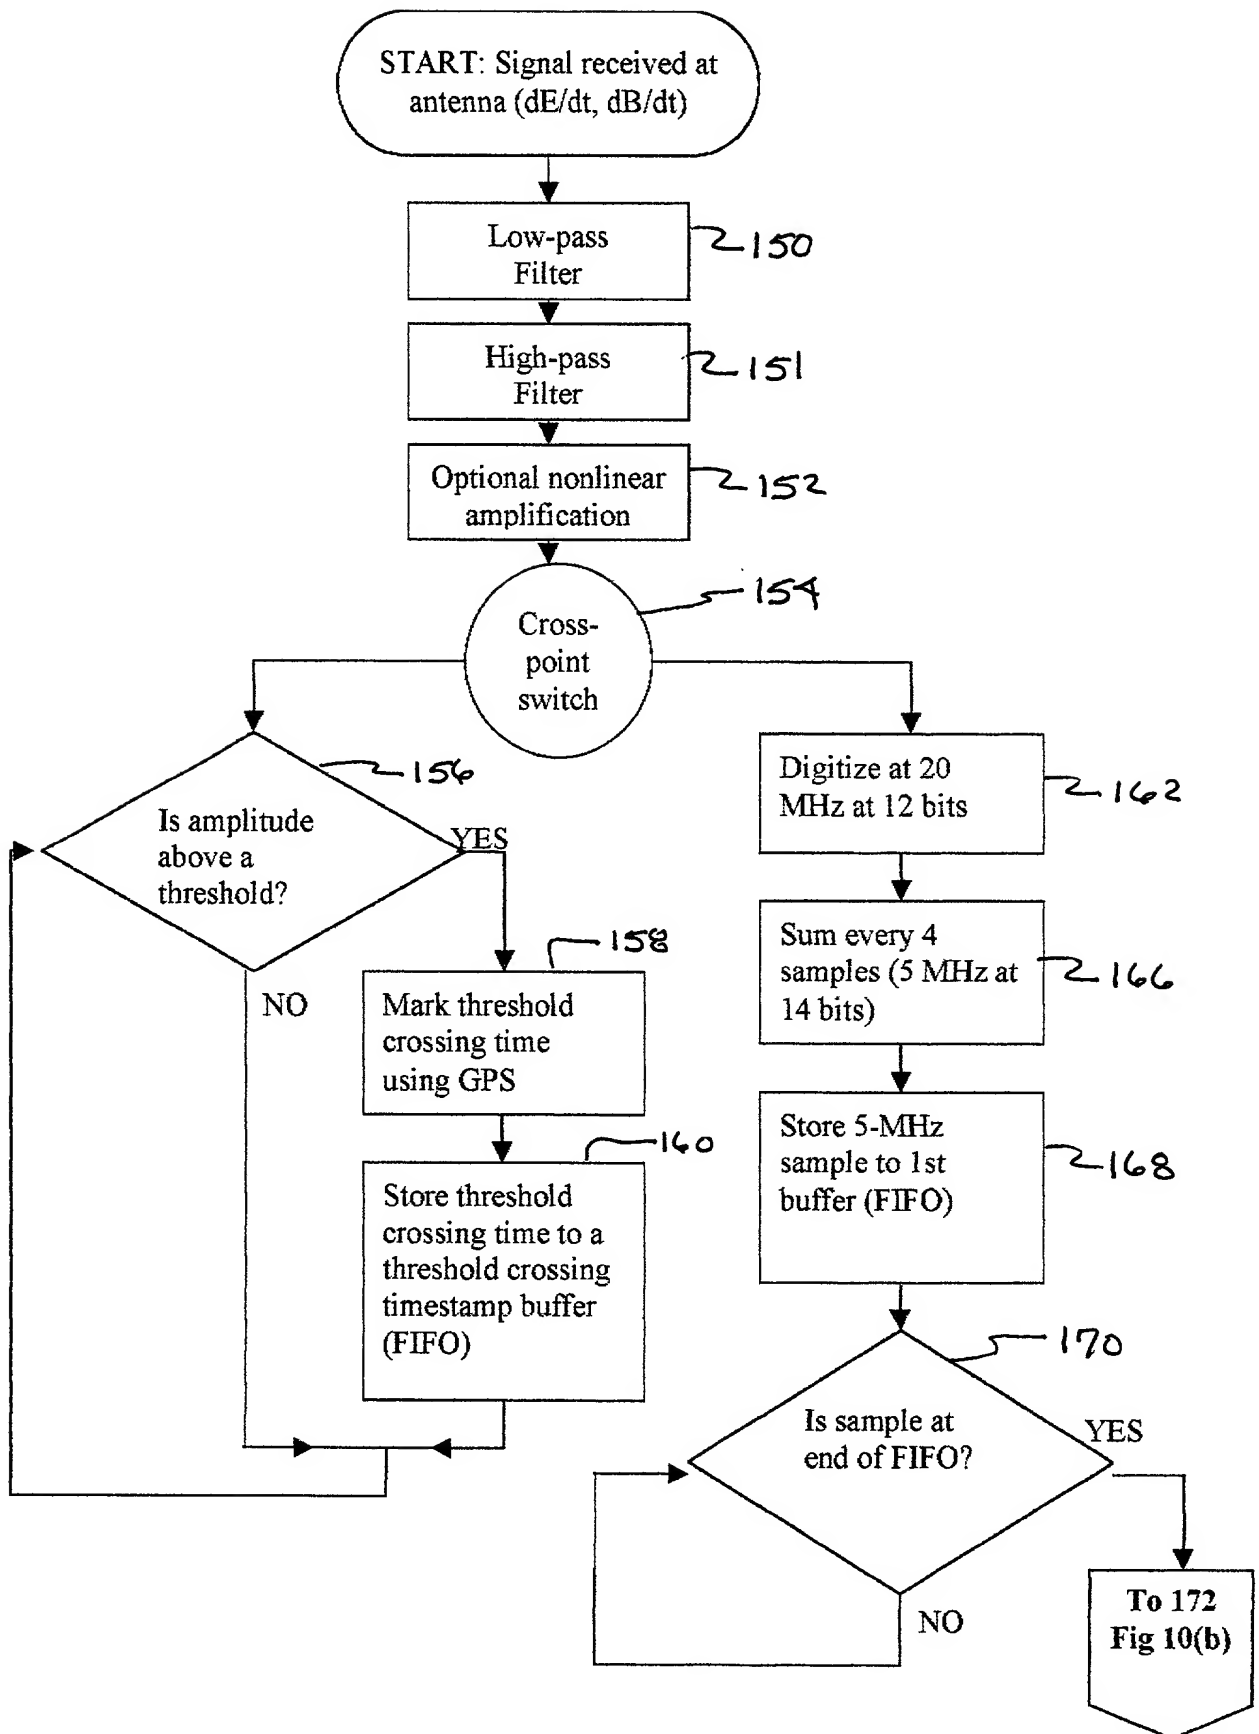 START: Signal received at
antenna (dE/dt, dB/dt)
Low-pass
Filter
150
High-pass
Filter
151
Optional nonlinear
amplification
152
Cross-
point
switch
154
Is amplitude
above a
threshold?
156
YES
NO
Mark threshold
crossing time
using GPS
158
Store threshold
crossing time to a
threshold crossing
timestamp buffer
(FIFO)
160
Digitize at 20
MHz at 12 bits
162
Sum every 4
samples (5 MHz at
14 bits)
166
Store 5-MHz
sample to 1st
buffer (FIFO)
168
Is sample at
end of FIFO?
170
YES
NO
To 172
Fig 10(b)